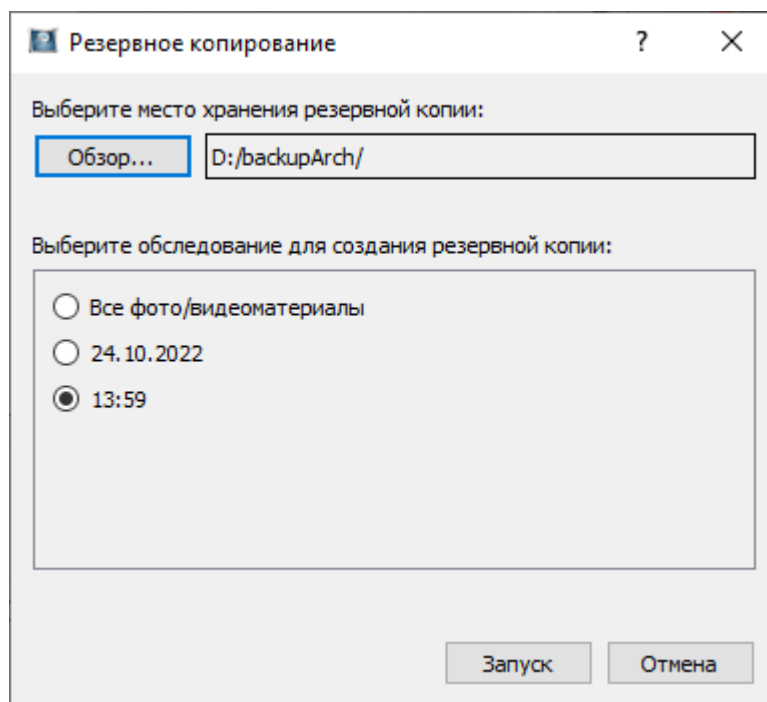 Резервное копирование ?
Выберите место хранения резервной копии:
Обзор... D:/backupArch/
Выберите обследование для создания резервной копии:
Все фото/видеоматериалы
24.10.2022
13:59
Запуск Отмена